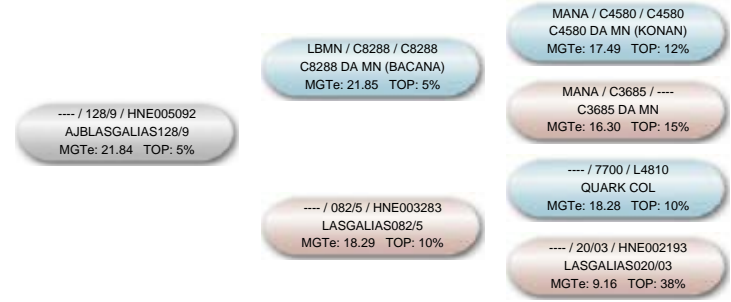 MANA / C4580 / C4580
C4580 DA MN (KONAN)
MGTe: 17.49 TOP: 12%
LBMN / C8288 / C8288
C8288 DA MN (BACANA)
MGTe: 21.85 TOP: 5%
MANA / C3685 / ----
C3685 DA MN
MGTe: 16.30 TOP: 15%
---- / 128/9 / HNE005092
AJBLASGALIAS128/9
MGTe: 21.84 TOP: 5%
---- / 7700 / L4810
QUARK COL
MGTe: 18.28 TOP: 10%
---- / 082/5 / HNE003283
LASGALIAS082/5
MGTe: 18.29 TOP: 10%
---- / 20/03 / HNE002193
LASGALIAS020/03
MGTe: 9.16 TOP: 38%